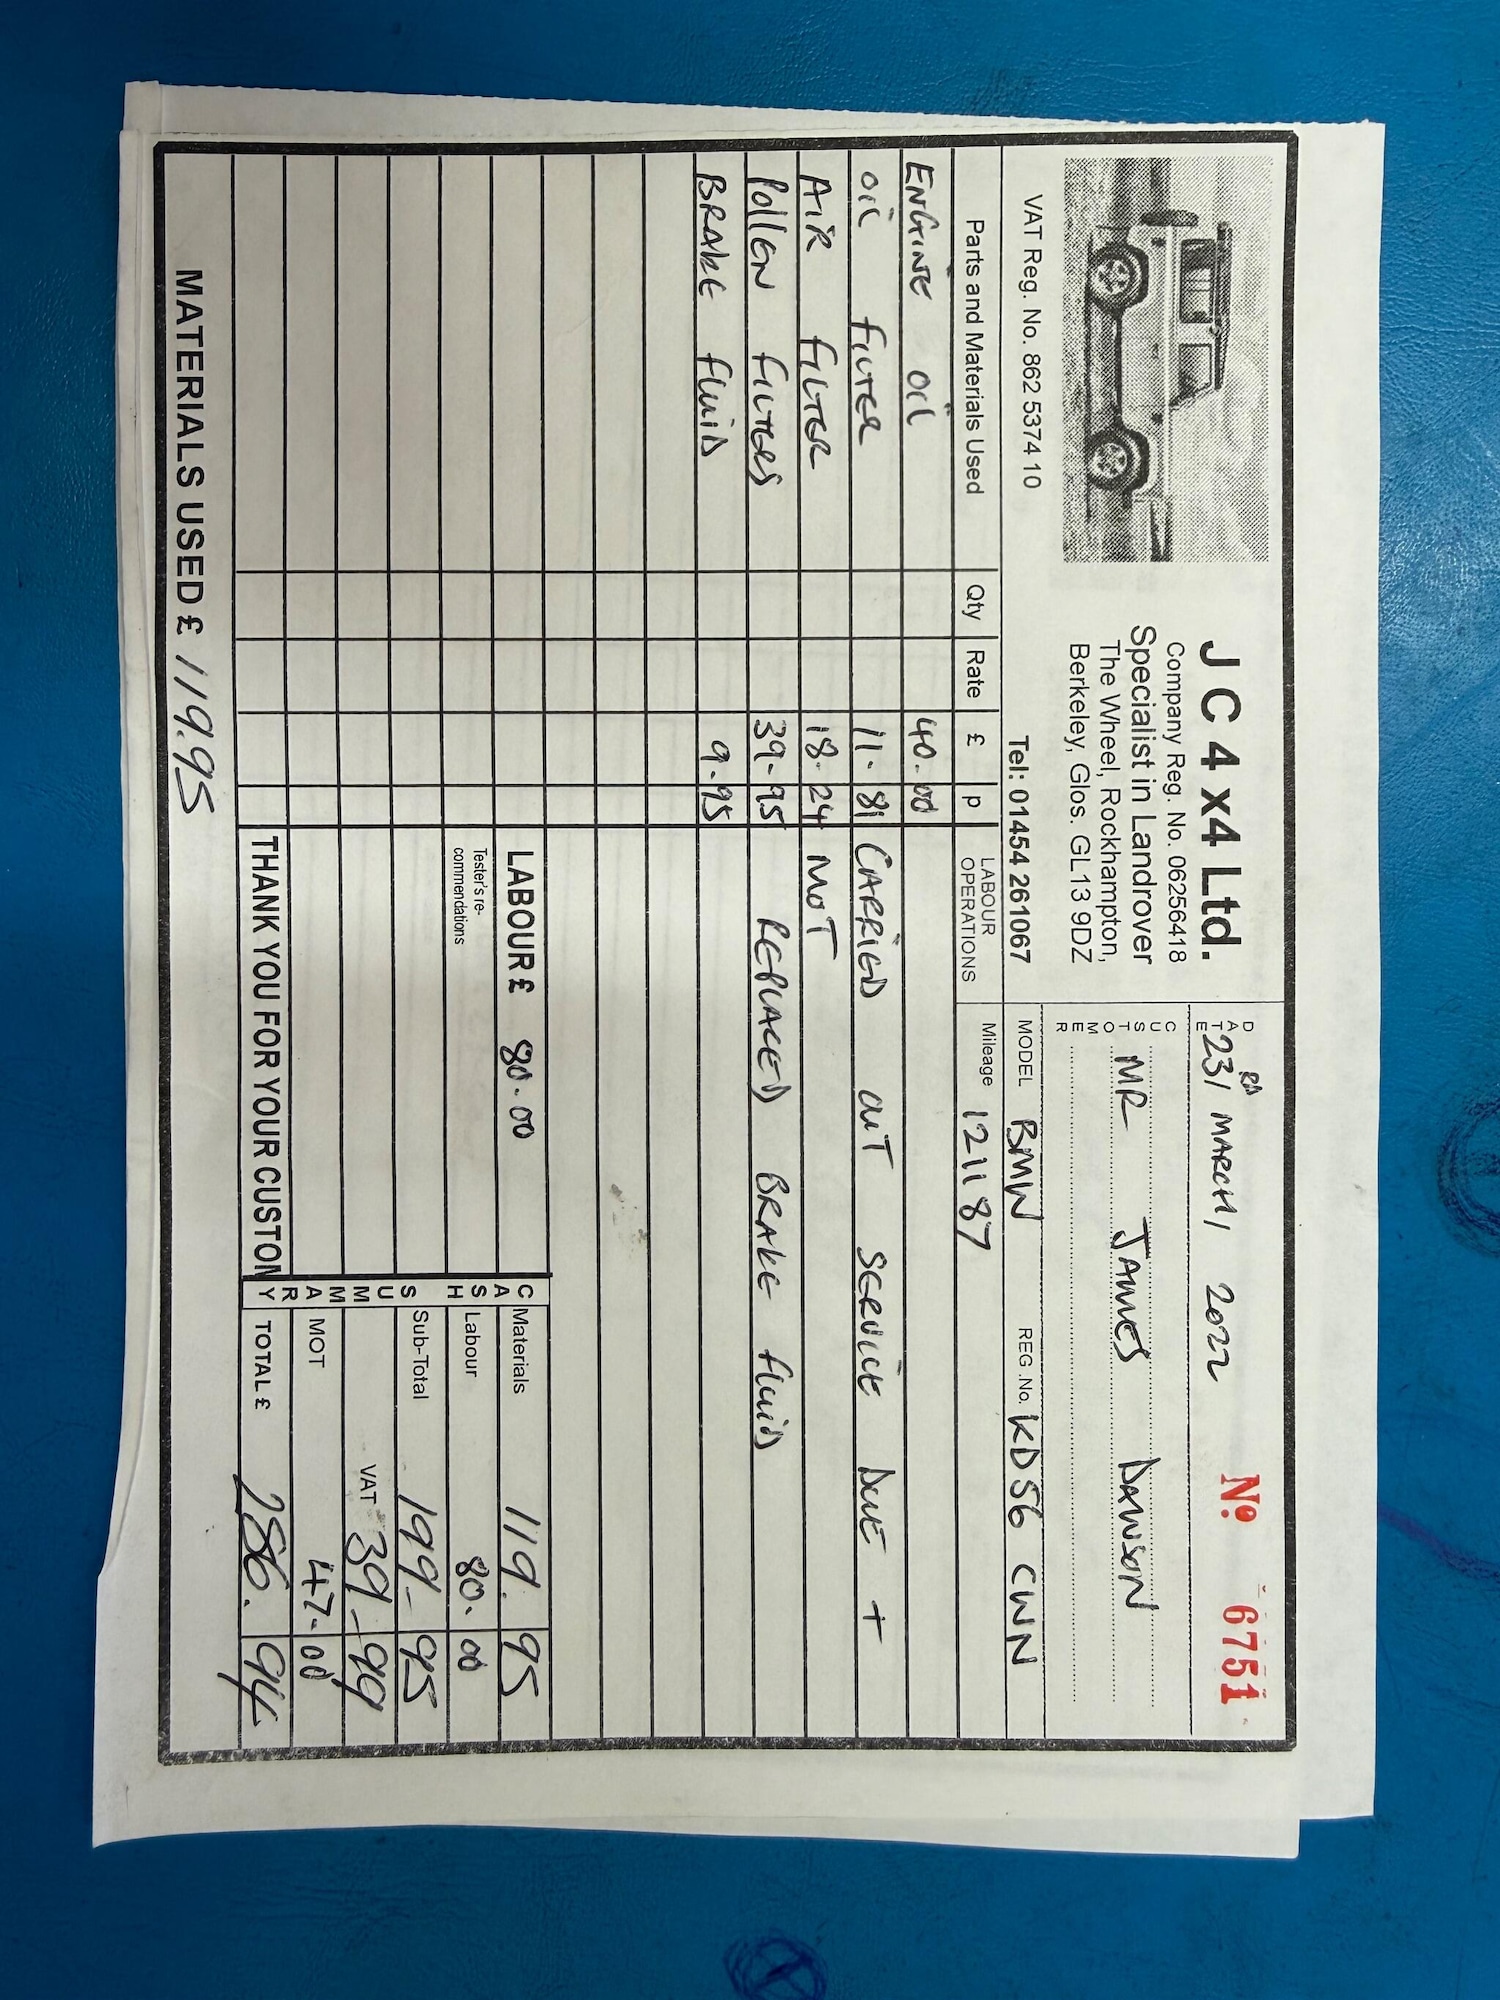 J C 4 x4 Ltd.
Company Reg. No. 06256418
Specialist in Landrover
The Wheel, Rockhampton,
Berkeley, Glos. GL13 9DZ
VAT Reg. No. 862 5374 10
Tel: 01454 261067
DATE 23RD / MARCH / 2022
Nº 6751
CUSTOMER MR JAMES DAWSON
MODEL BMW REG .No. KD56 CWN
Parts and Materials Used Qty Rate £ p LABOUR OPERATIONS Mileage 121187
ENGINE OIL 40.00
OIL FILTER 11.81 CARRIED OUT SERVICE DUE +
AIR FILTER 18.24 MOT
POLLEN FILTERS 39-95 REPLACED BRAKE FLUID
BRAKE FLUID 9.95
LABOUR £ 80.00
Tester's re-
commendations
CASH SUMMARY
Materials 119.95
Labour 80.00
Sub-Total 199-95
VAT 39-99
MOT 47-00
TOTAL £ 286.94
THANK YOU FOR YOUR CUSTOM
MATERIALS USED £ 119.95